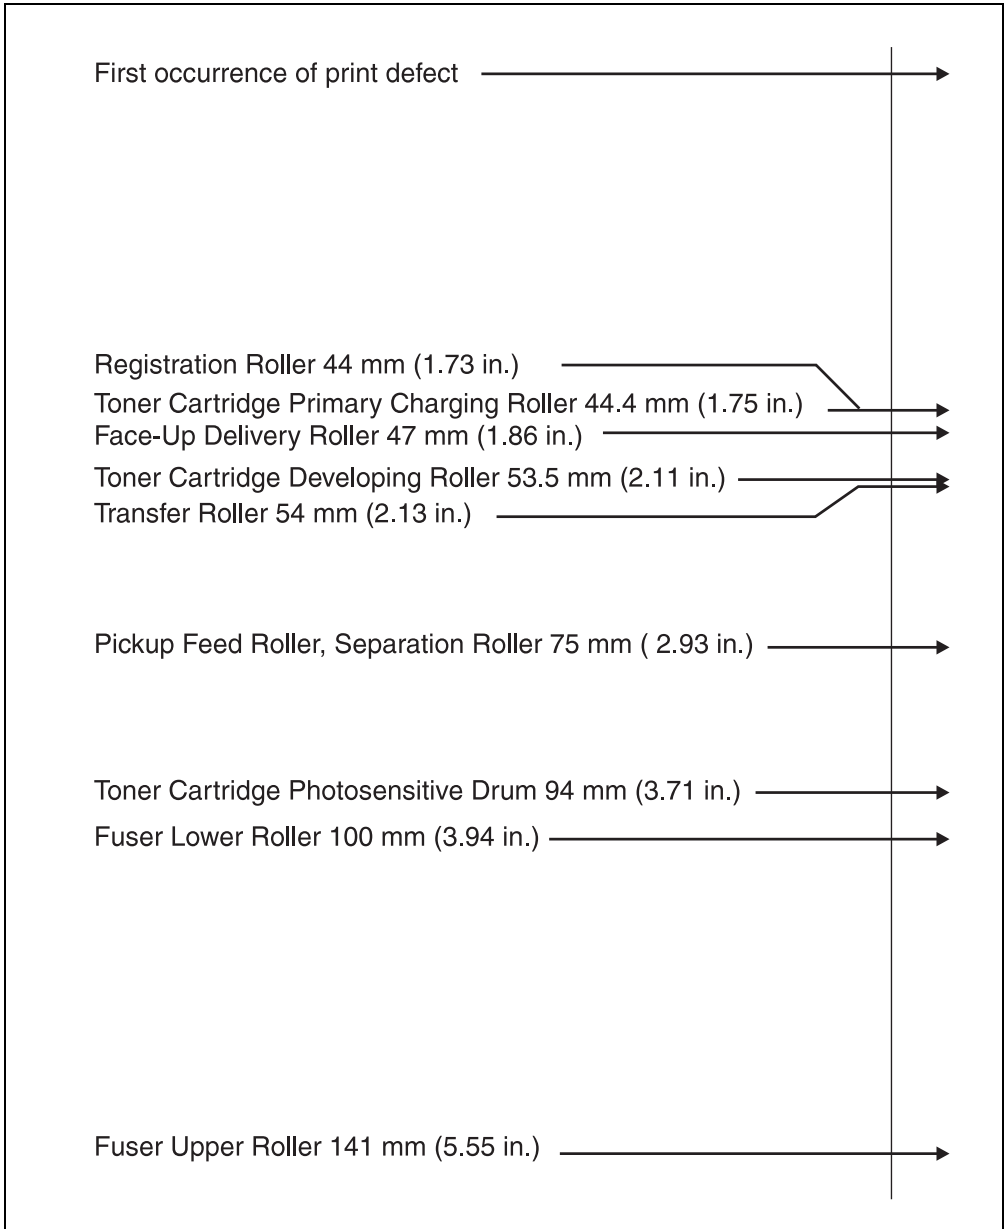 First occurrence of print defect
Registration Roller 44 mm (1.73 in.)
Toner Cartridge Primary Charging Roller 44.4 mm (1.75 in.)
Face-Up Delivery Roller 47 mm (1.86 in.)
Toner Cartridge Developing Roller 53.5 mm (2.11 in.)
Transfer Roller 54 mm (2.13 in.)
Pickup Feed Roller, Separation Roller 75 mm ( 2.93 in.)
Toner Cartridge Photosensitive Drum 94 mm (3.71 in.)
Fuser Lower Roller 100 mm (3.94 in.)
Fuser Upper Roller 141 mm (5.55 in.)